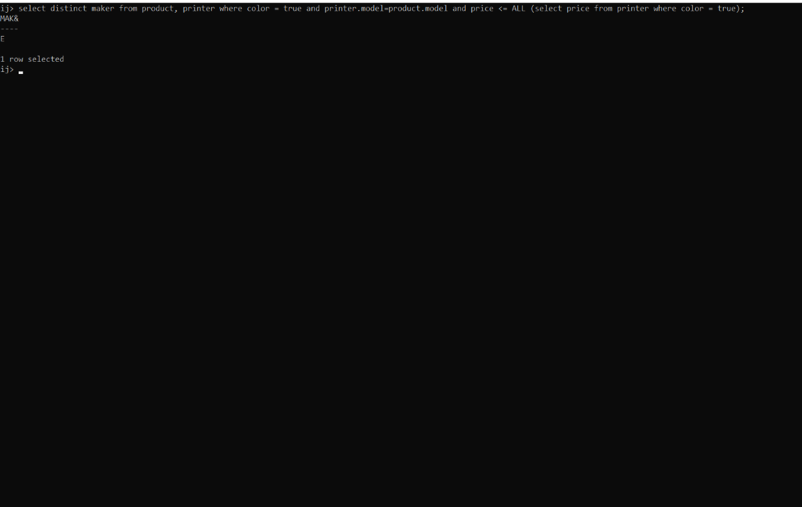 ij> select distinct maker from product, printer where color = true and printer.model=product.model and price <= ALL (select price from printer where color = true);
MAK&
----
E
1 row selected
ij>